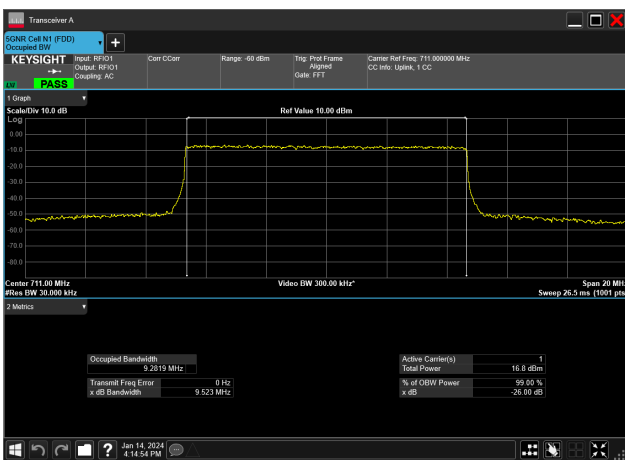 Transceiver A
5GNR Cell N1 (FDD)
Occupied BW
KEYSIGHT
LXI
PASS
Input: RFIO1
Output: RFIO1
Coupling: AC
Corr CCorr
Range: -60 dBm
Trig: Prot Frame
Aligned
Gate: FFT
Carrier Ref Freq: 711.000000 MHz
CC Info: Uplink, 1 CC
1 Graph
Scale/Div 10.0 dB
Ref Value 10.00 dBm
Log
0.00
-10.0
-20.0
-30.0
-40.0
-50.0
-60.0
-70.0
-80.0
Center 711.00 MHz
Video BW 300.00 kHz*
Span 20 MHz
#Res BW 30.000 kHz
Sweep 26.5 ms (1001 pts
2 Metrics
Occupied Bandwidth
9.2819 MHz
Active Carrier(s) 1
Total Power 16.8 dBm
Transmit Freq Error 0 Hz
x dB Bandwidth 9.523 MHz
% of OBW Power 99.00 %
x dB -26.00 dB
?
Jan 14, 2024
4:14:54 PM